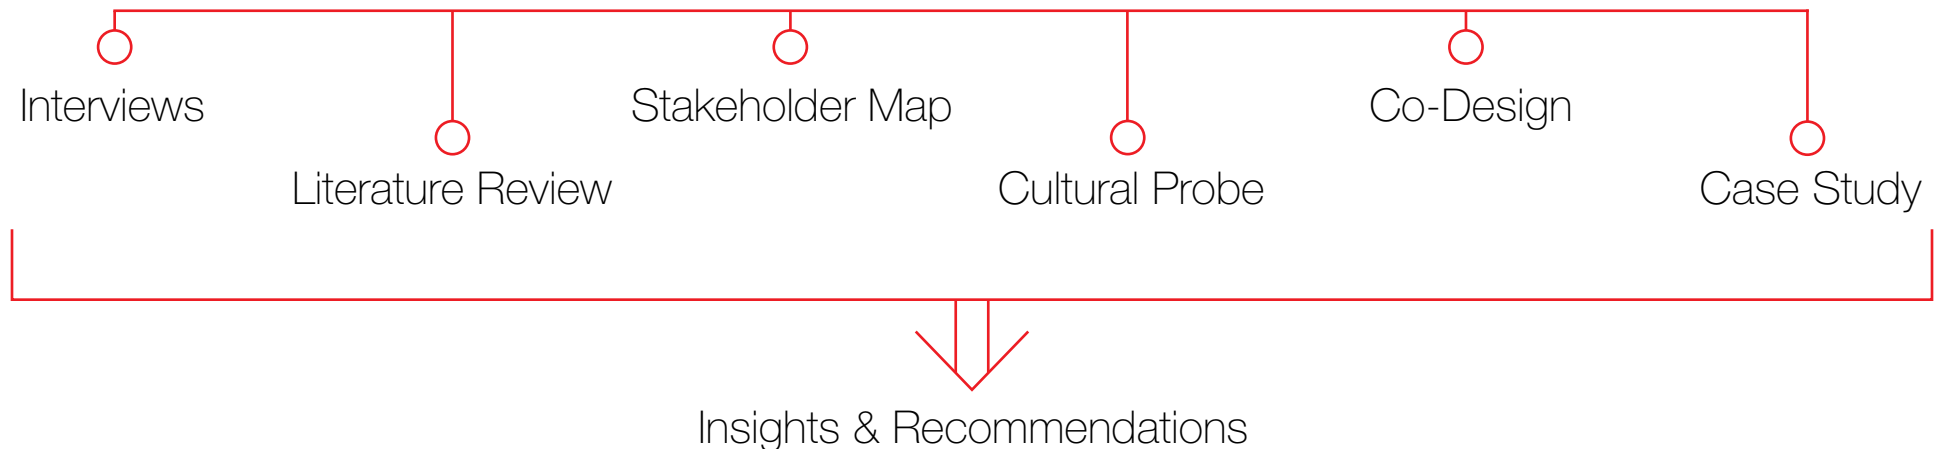 Interviews
Literature Review
Stakeholder Map
Cultural Probe
Co-Design
Case Study
Insights & Recommendations